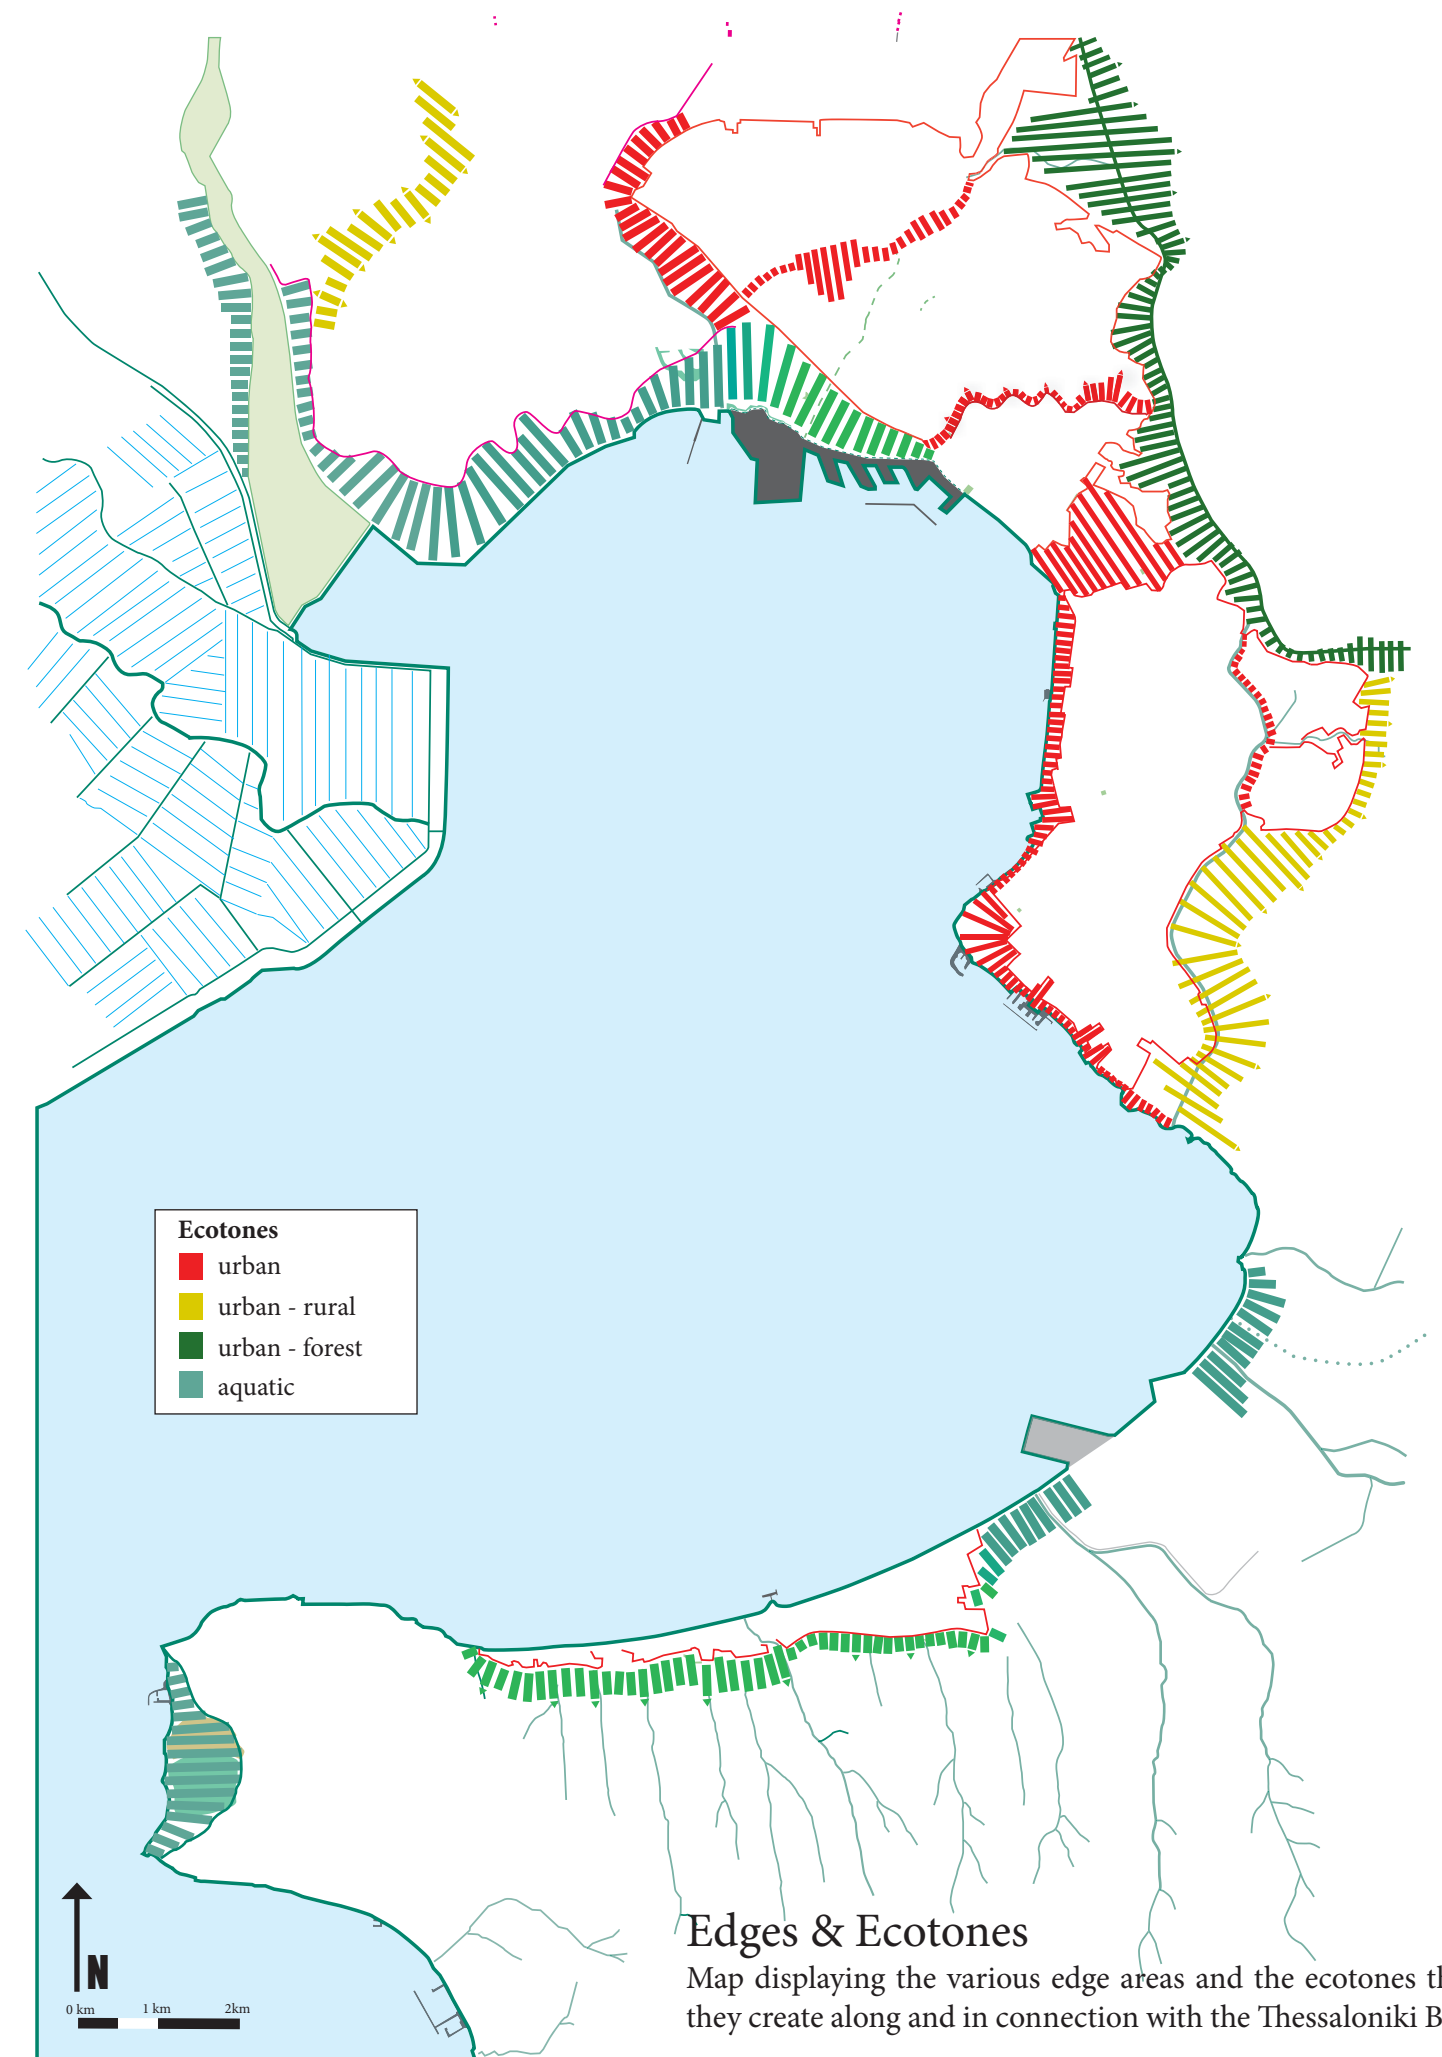 Ecotones
urban
urban - rural
urban - forest
aquatic
N
0 km 1 km 2km
Edges & Ecotones
Map displaying the various edge areas and the ecotones
they create along and in connection with the Thessaloniki